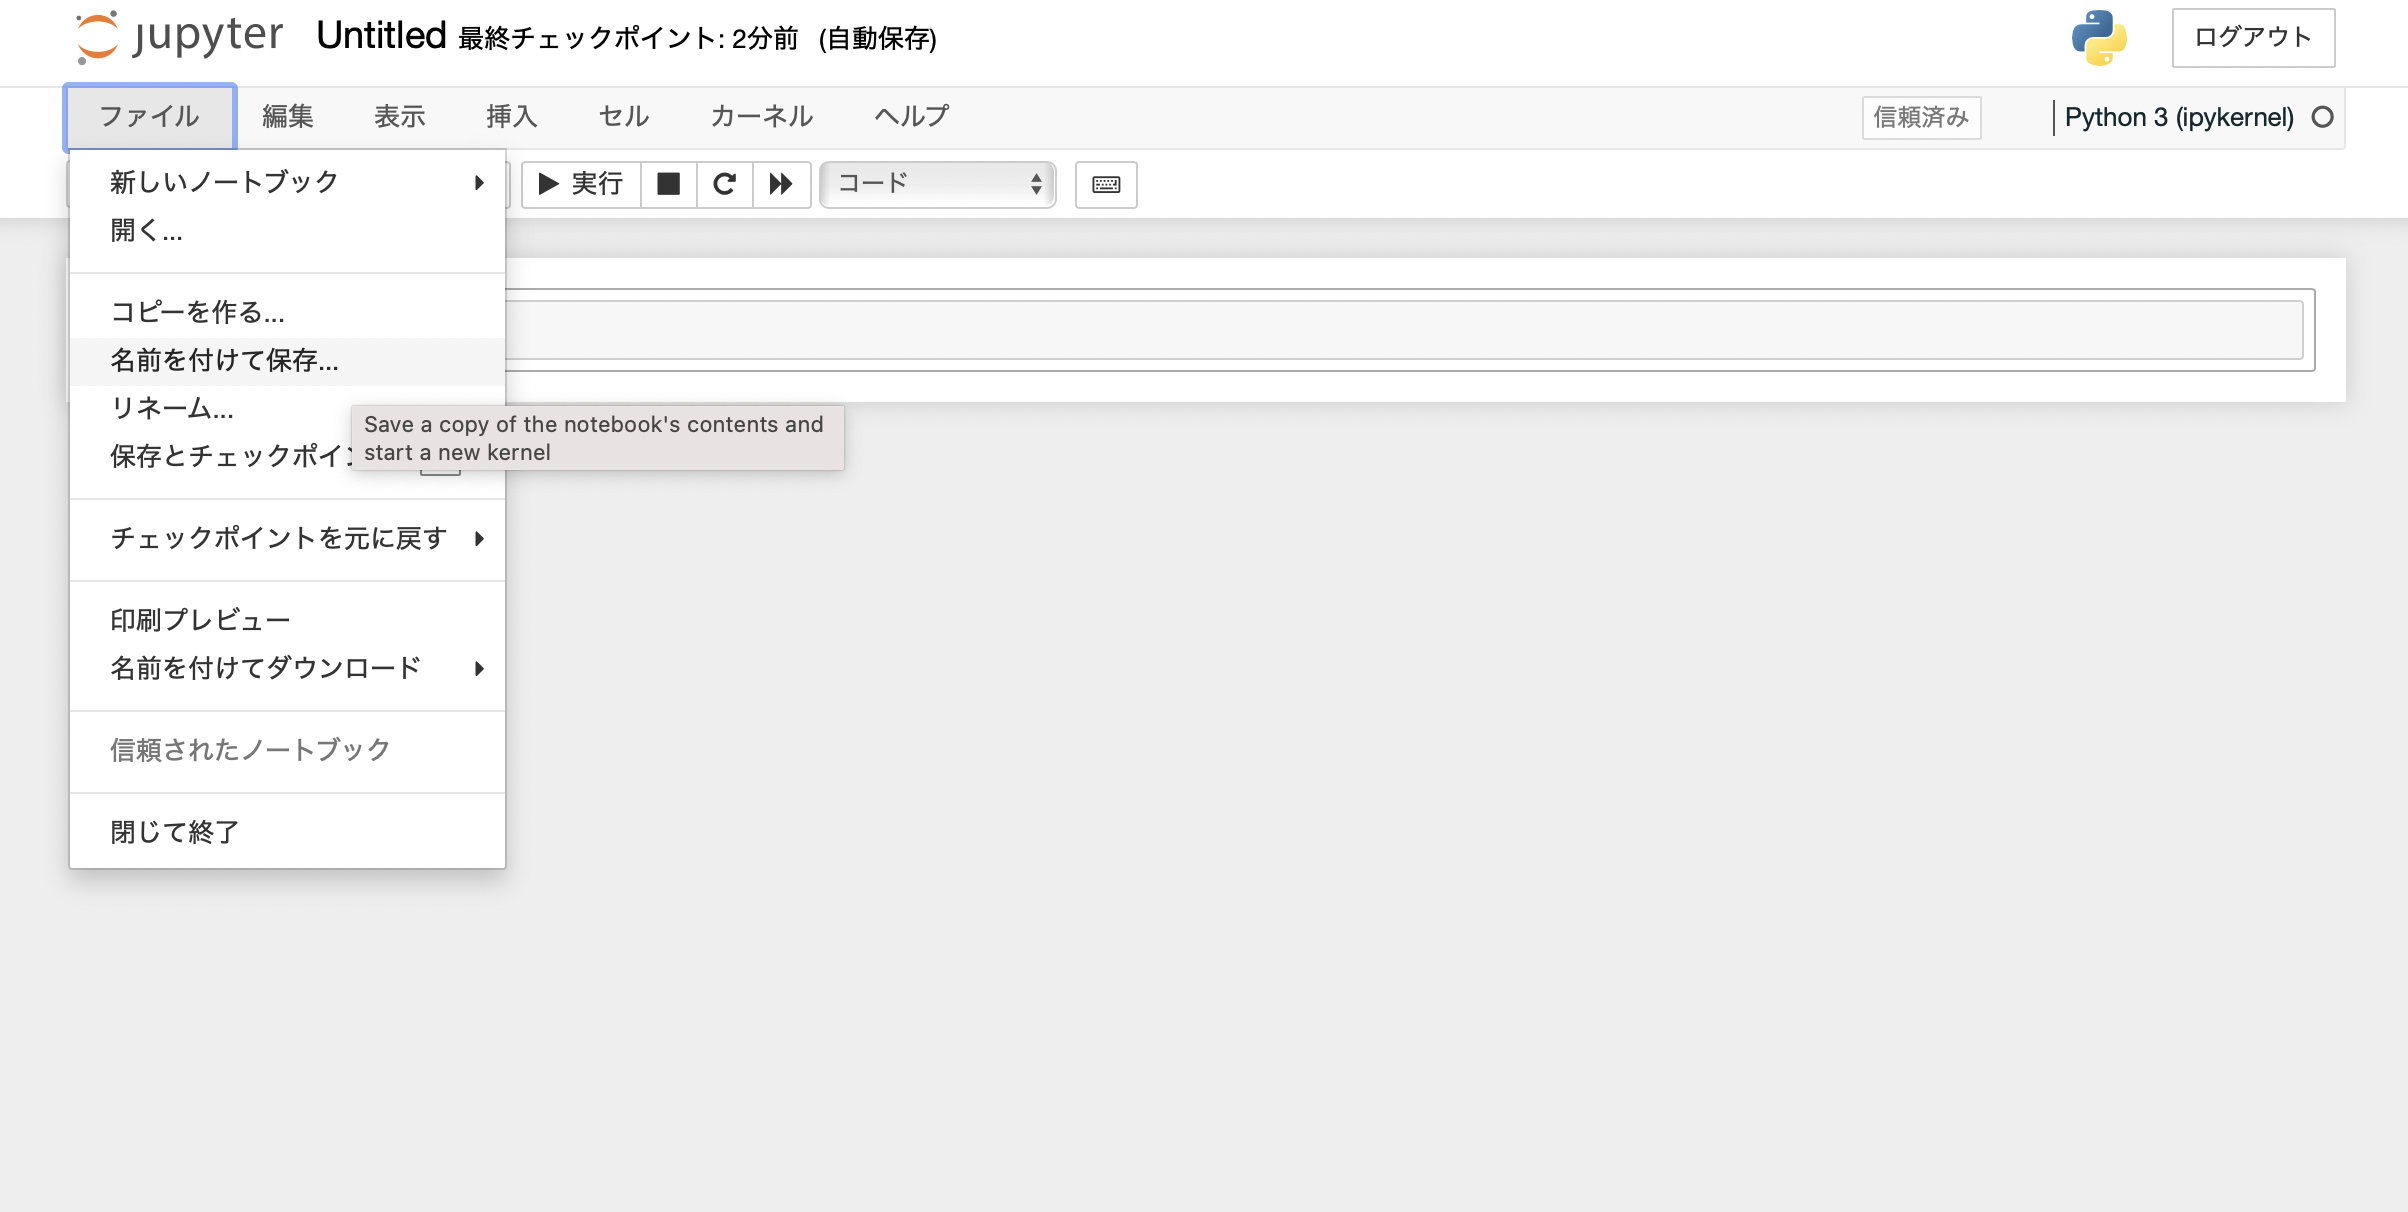 jupyter Untitled 最終チェックポイント: 2分前 (自動保存)
ログアウト
ファイル 編集 表示 挿入 セル カーネル ヘルプ
信頼済み
Python 3 (ipykernel)
実行
コード
新しいノートブック
開く...
コピーを作る...
名前を付けて保存...
リネーム...
Save a copy of the notebook's contents and
start a new kernel
保存とチェックポイン
チェックポイントを元に戻す
印刷プレビュー
名前を付けてダウンロード
信頼されたノートブック
閉じて終了